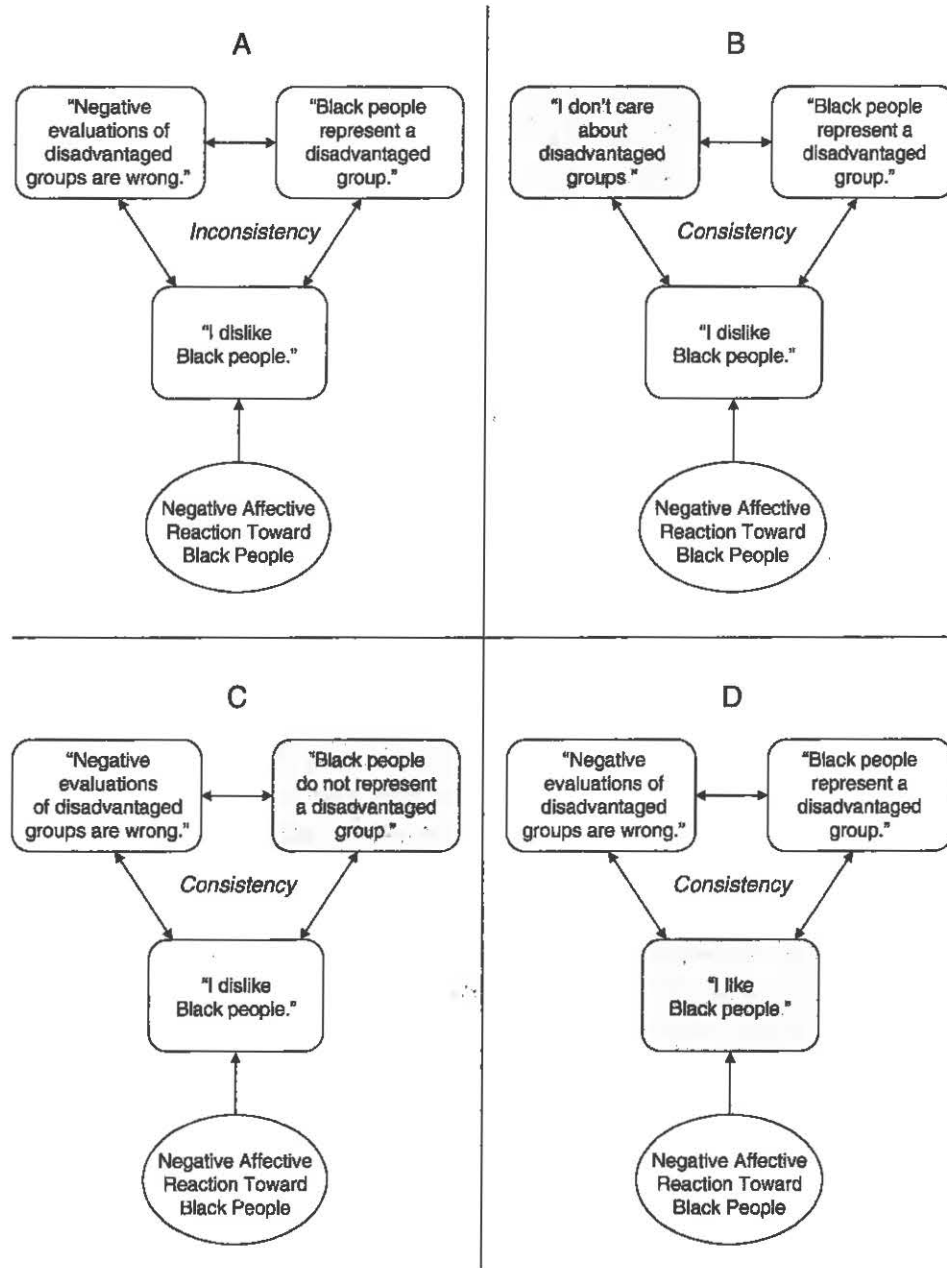 A
"Negative
evaluations of
disadvantaged
groups are wrong."
"Black people
represent a
disadvantaged
group."
Inconsistency
"I dislike
Black people."
Negative Affective
Reaction Toward
Black People
B
"I don't care
about
disadvantaged
groups."
"Black people
represent a
disadvantaged
group."
Consistency
"I dislike
Black people."
Negative Affective
Reaction Toward
Black People
C
"Negative
evaluations
of disadvantaged
groups are wrong."
"Black people
do not represent
a disadvantaged
group."
Consistency
"I dislike
Black people."
Negative Affective
Reaction Toward
Black People
D
"Negative
evaluations of
disadvantaged
groups are wrong."
"Black people
represent a
disadvantaged
group."
Consistency
"I like
Black people."
Negative Affective
Reaction Toward
Black People